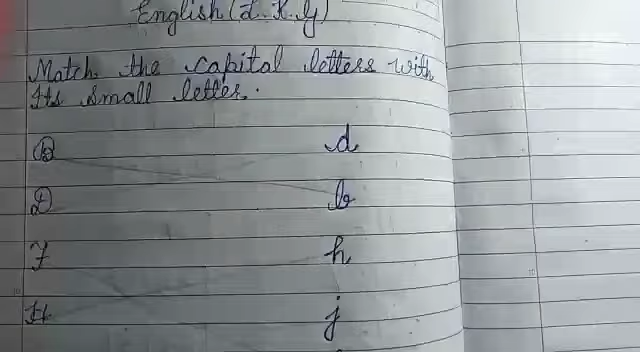 English (L.K.G)
Match the capital letters with
Its small letter.
B d
D b
J h
H j